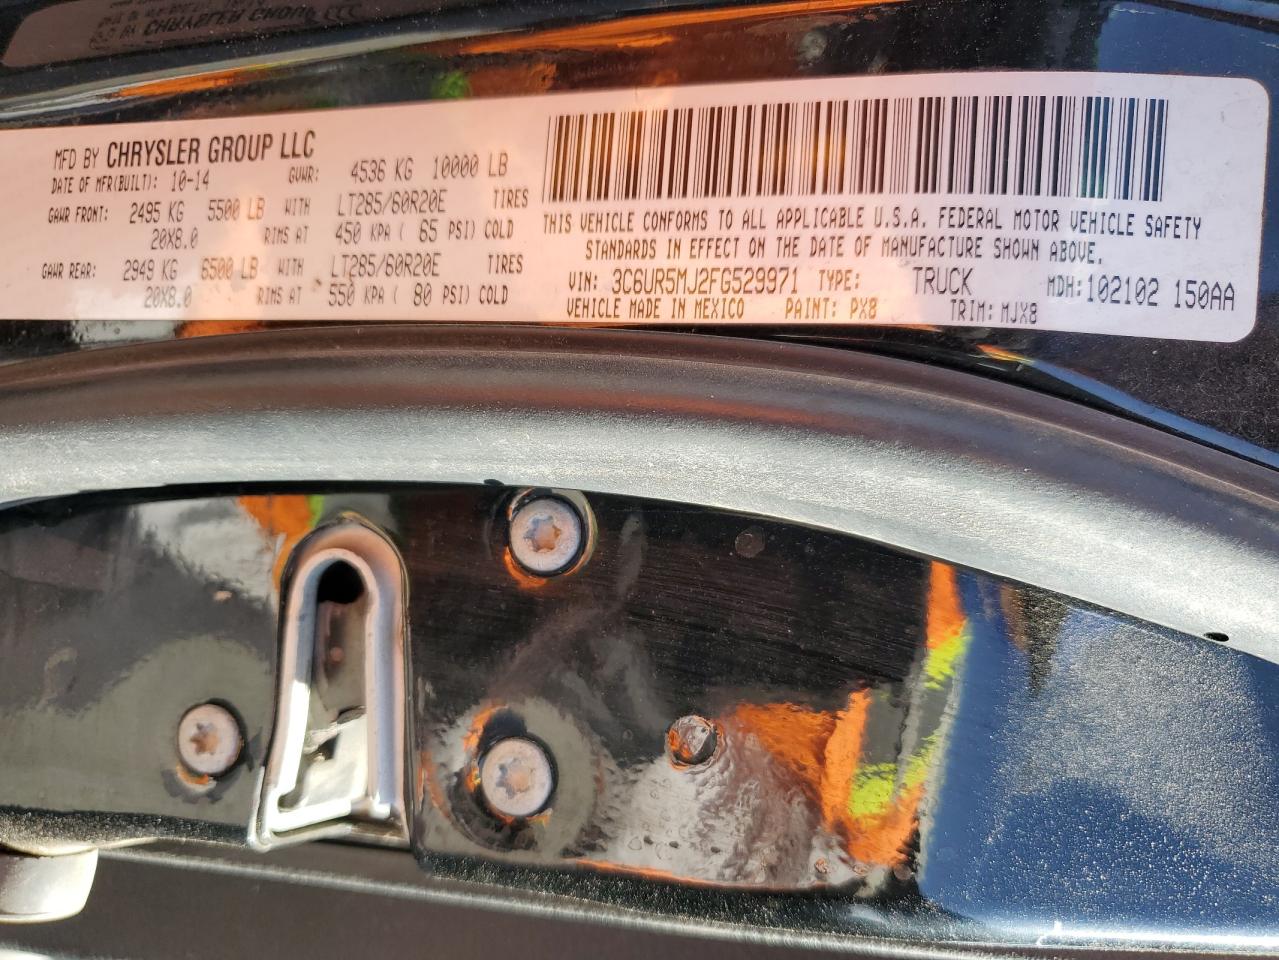 MFD BY CHRYSLER GROUP LLC
DATE OF MFR(BUILT): 10-14 GVWR: 4536 KG 10000 LB
GAWR FRONT: 2495 KG 5500 LB WITH LT285/60R20E TIRES
20X8.0 RIMS AT 450 KPA ( 65 PSI) COLD
GAWR REAR: 2949 KG 6500 LB WITH LT285/60R20E TIRES
20X8.0 RIMS AT 550 KPA ( 80 PSI) COLD
THIS VEHICLE CONFORMS TO ALL APPLICABLE U.S.A. FEDERAL MOTOR VEHICLE SAFETY
STANDARDS IN EFFECT ON THE DATE OF MANUFACTURE SHOWN ABOVE.
VIN: 3C6UR5MJ2FG529971 TYPE: TRUCK MDH:102102 150AA
VEHICLE MADE IN MEXICO PAINT: PX8 TRIM: MJX8